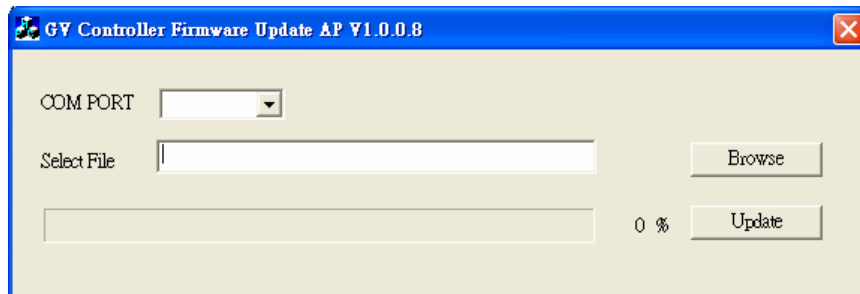 GV Controller Firmware Update AP V1.0.0.8
COM PORT
Select File
Browse
0 %
Update